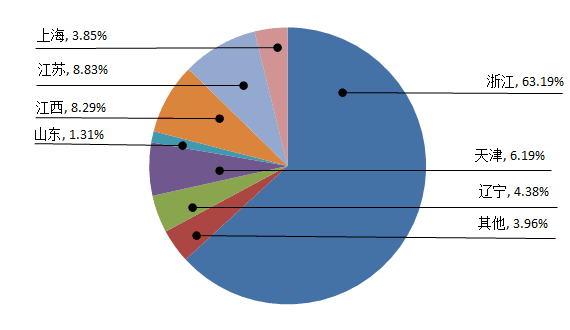 上海, 3.85%
江苏, 8.83%
江西, 8.29%
山东, 1.31%
浙江, 63.19%
天津, 6.19%
辽宁, 4.38%
其他, 3.96%